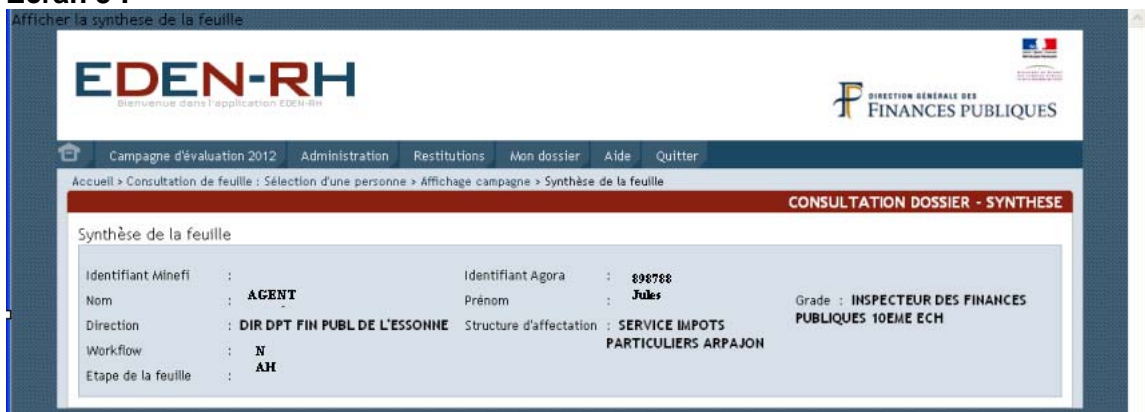 Afficher la synthese de la feuille
EDEN-RH
Bienvenue dans l'application EDEN-RH
DIRECTION GÉNÉRALE DES
FINANCES PUBLIQUES
Campagne d'évaluation 2012 Administration Restitutions Mon dossier Aide Quitter
Accueil > Consultation de feuille : Sélection d'une personne > Affichage campagne > Synthèse de la feuille
CONSULTATION DOSSIER - SYNTHESE
Synthèse de la feuille
Identifiant Minefi : Identifiant Agora : 898788
Nom : AGENT Prénom : Jules Grade : INSPECTEUR DES FINANCES
PUBLIQUES 10EME ECH
Direction : DIR DPT FIN PUBL DE L'ESSONNE Structure d'affectation : SERVICE IMPOTS
PARTICULIERS ARPAJON
Workflow : N
Etape de la feuille : AH